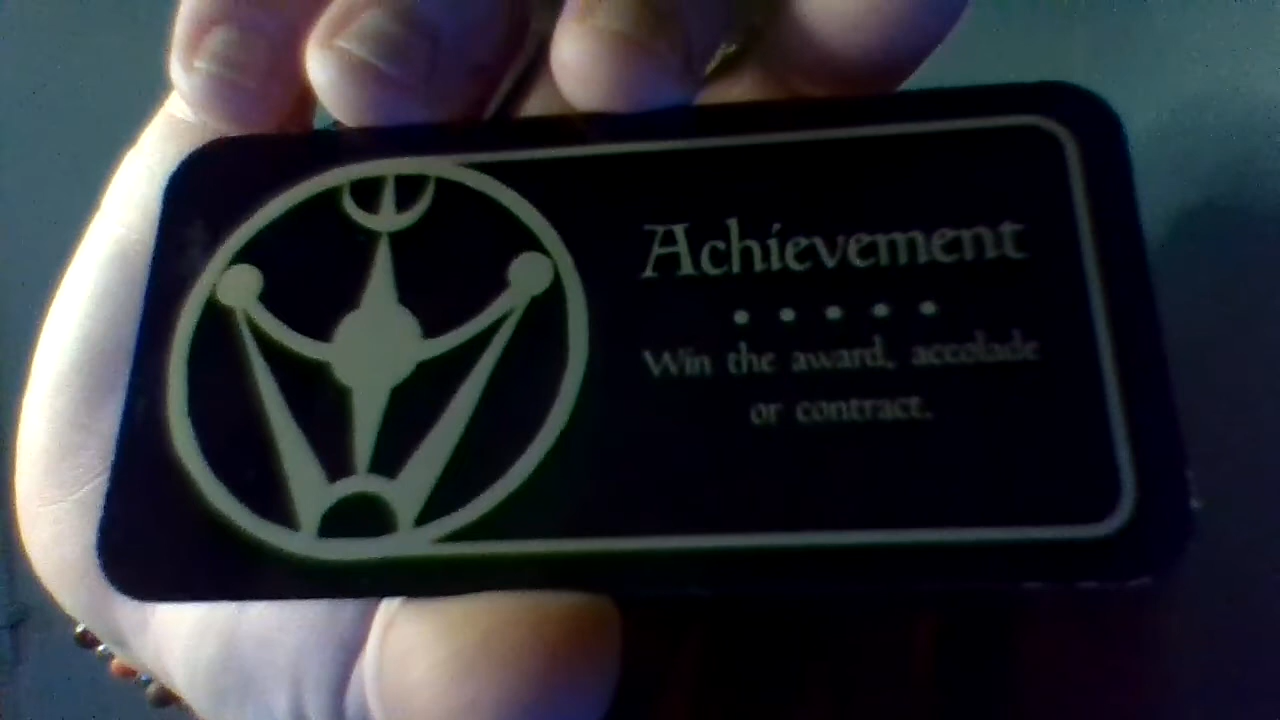 Achievement
Win the award, accolade
or contract.